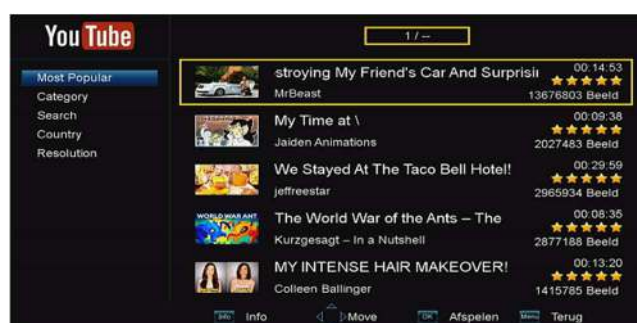 YouTube
1 / --
Most Popular
Category
Search
Country
Resolution
stroying My Friend's Car And Surprisi
00:14:53
MrBeast
13676803 Beeld
My Time at \
00:09:38
Jaiden Animations
2027483 Beeld
We Stayed At The Taco Bell Hotel!
00:29:59
jeffreestar
2965934 Beeld
WORLD WAR ANT
The World War of the Ants – The
00:08:35
Kurzgesagt – In a Nutshell
2877188 Beeld
MY INTENSE HAIR MAKEOVER!
00:13:20
Colleen Ballinger
1415785 Beeld
Info Info Move OK Afspelen Menu Terug